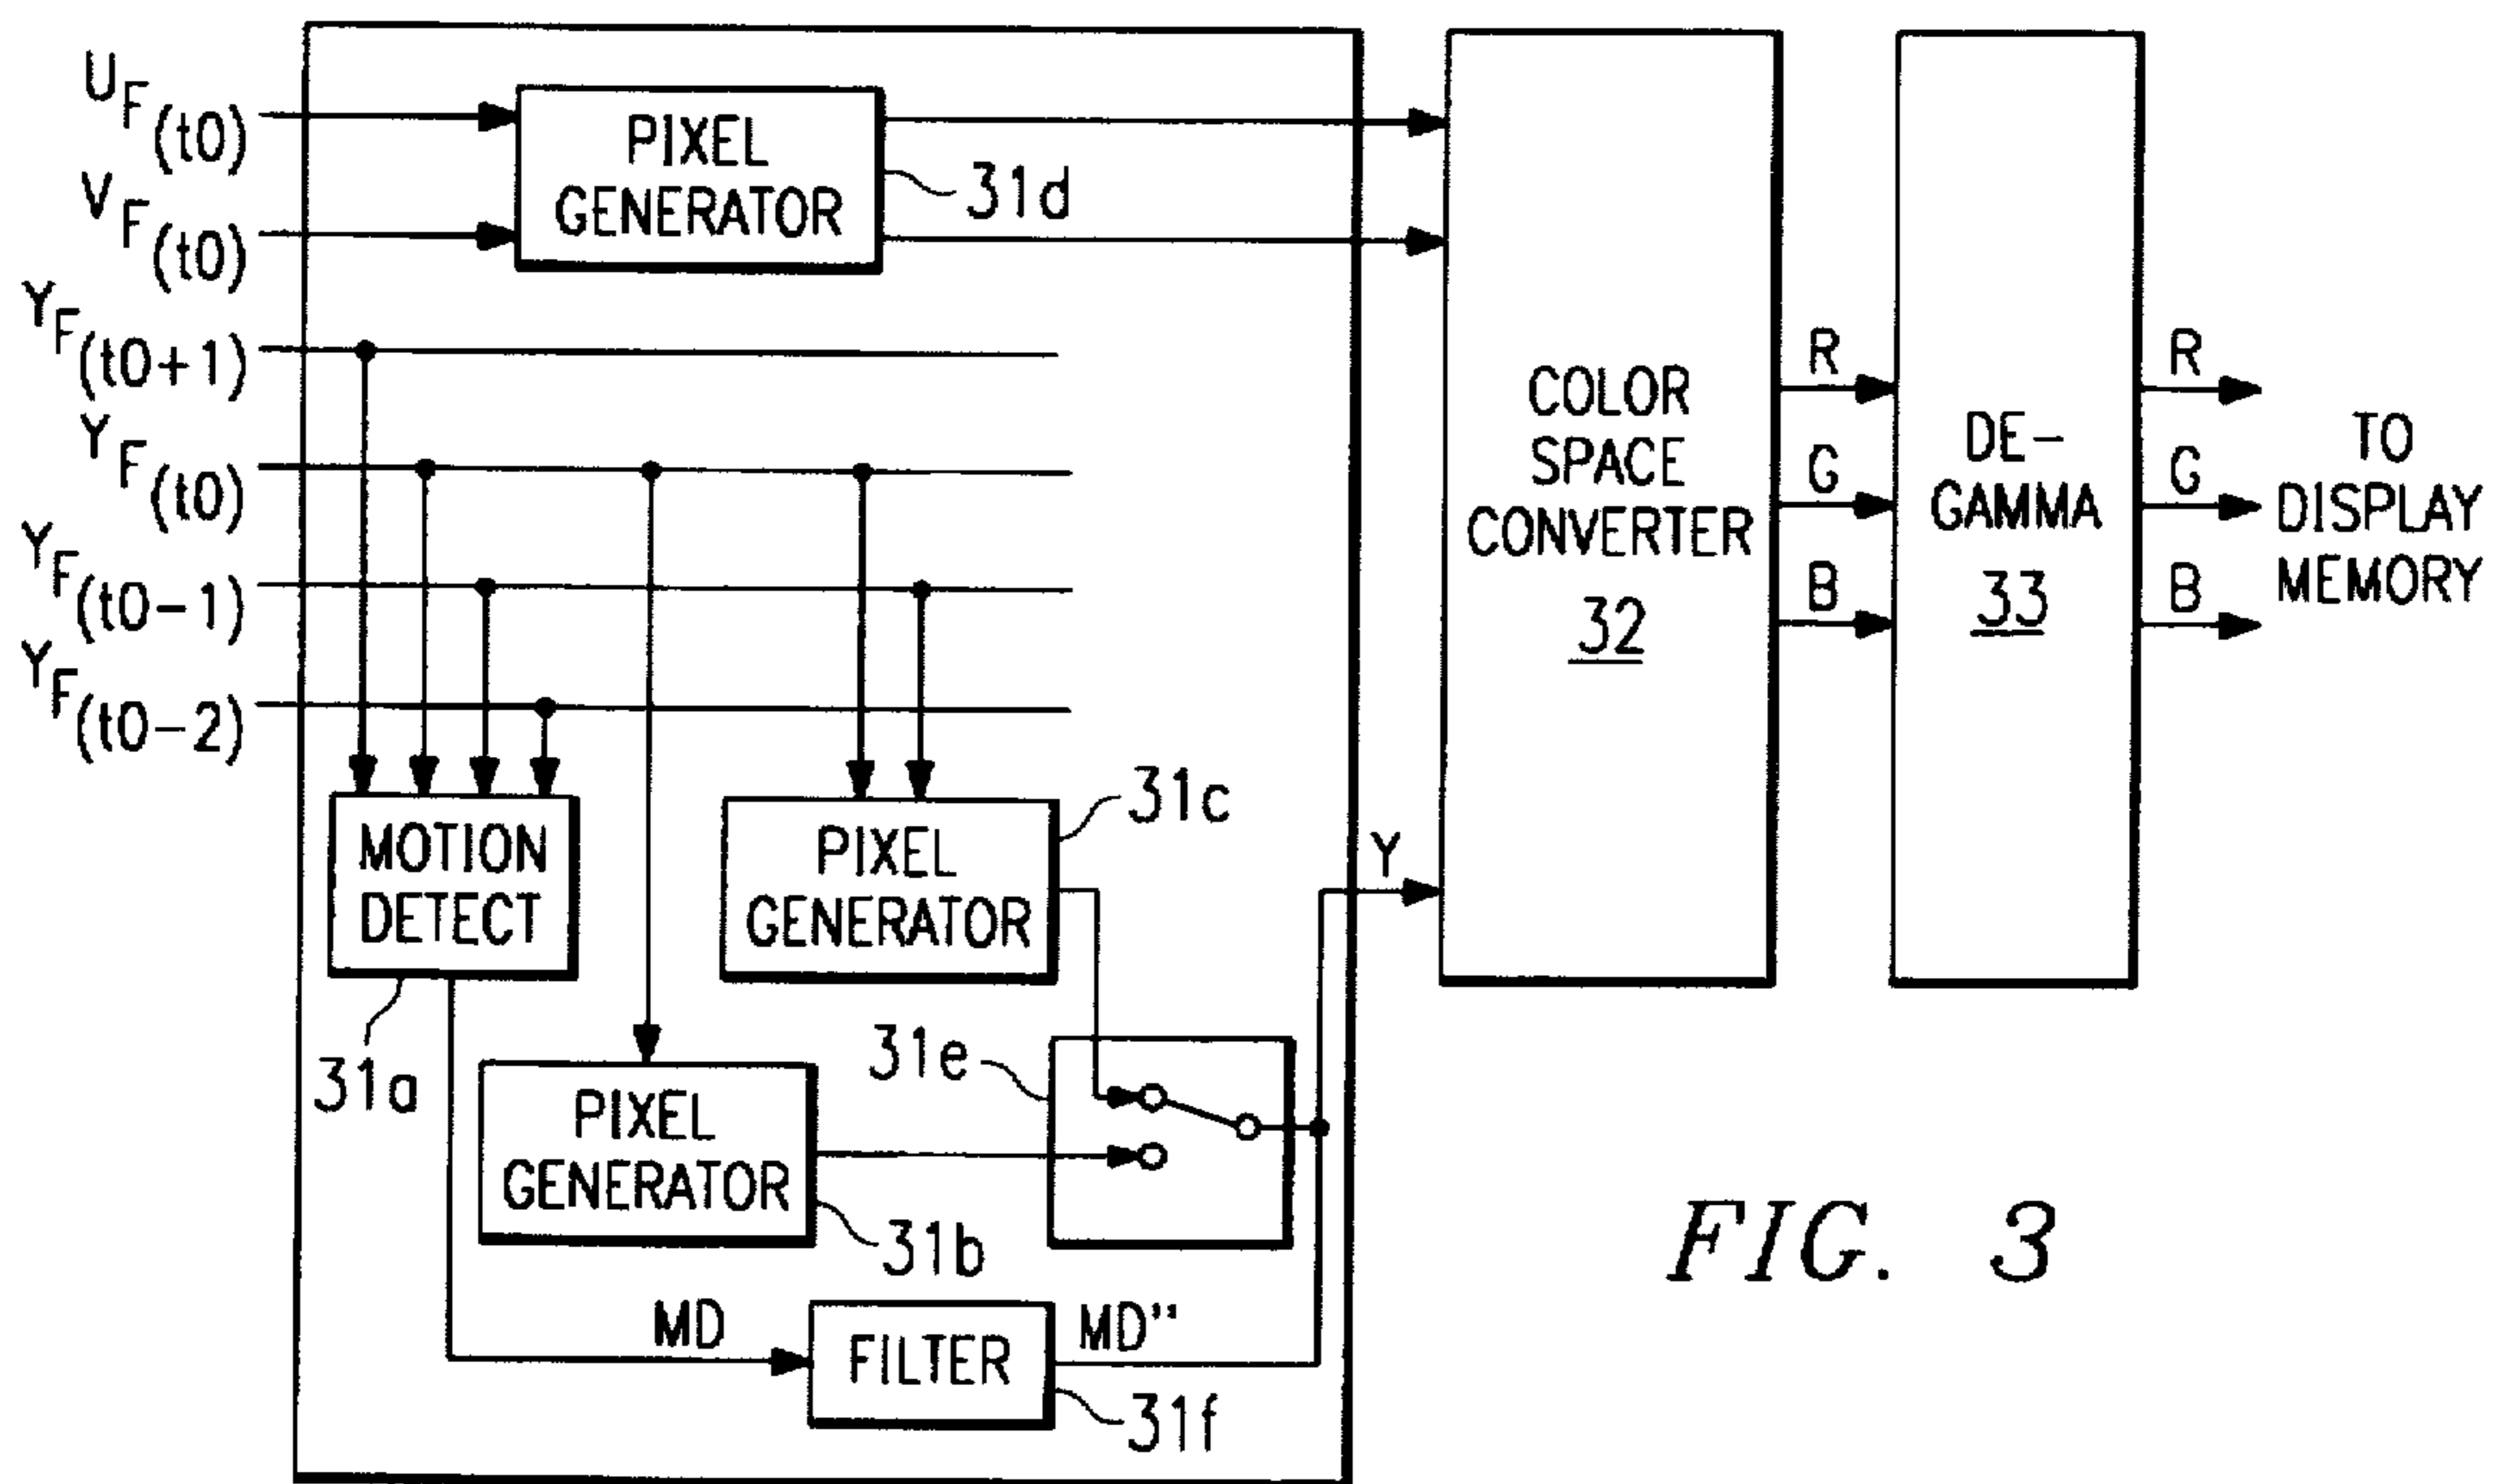 U_F(t0)
V_F(t0)
Y_F(t0+1)
Y_F(t0)
Y_F(t0-1)
Y_F(t0-2)
PIXEL
GENERATOR
31d
MOTION
DETECT
31a
PIXEL
GENERATOR
31c
PIXEL
GENERATOR
31b
31e
MD
FILTER
MD"
31f
Y
COLOR
SPACE
CONVERTER
32
R
G
B
DE-
GAMMA
33
R
G
B
TO
DISPLAY
MEMORY
FIG. 3